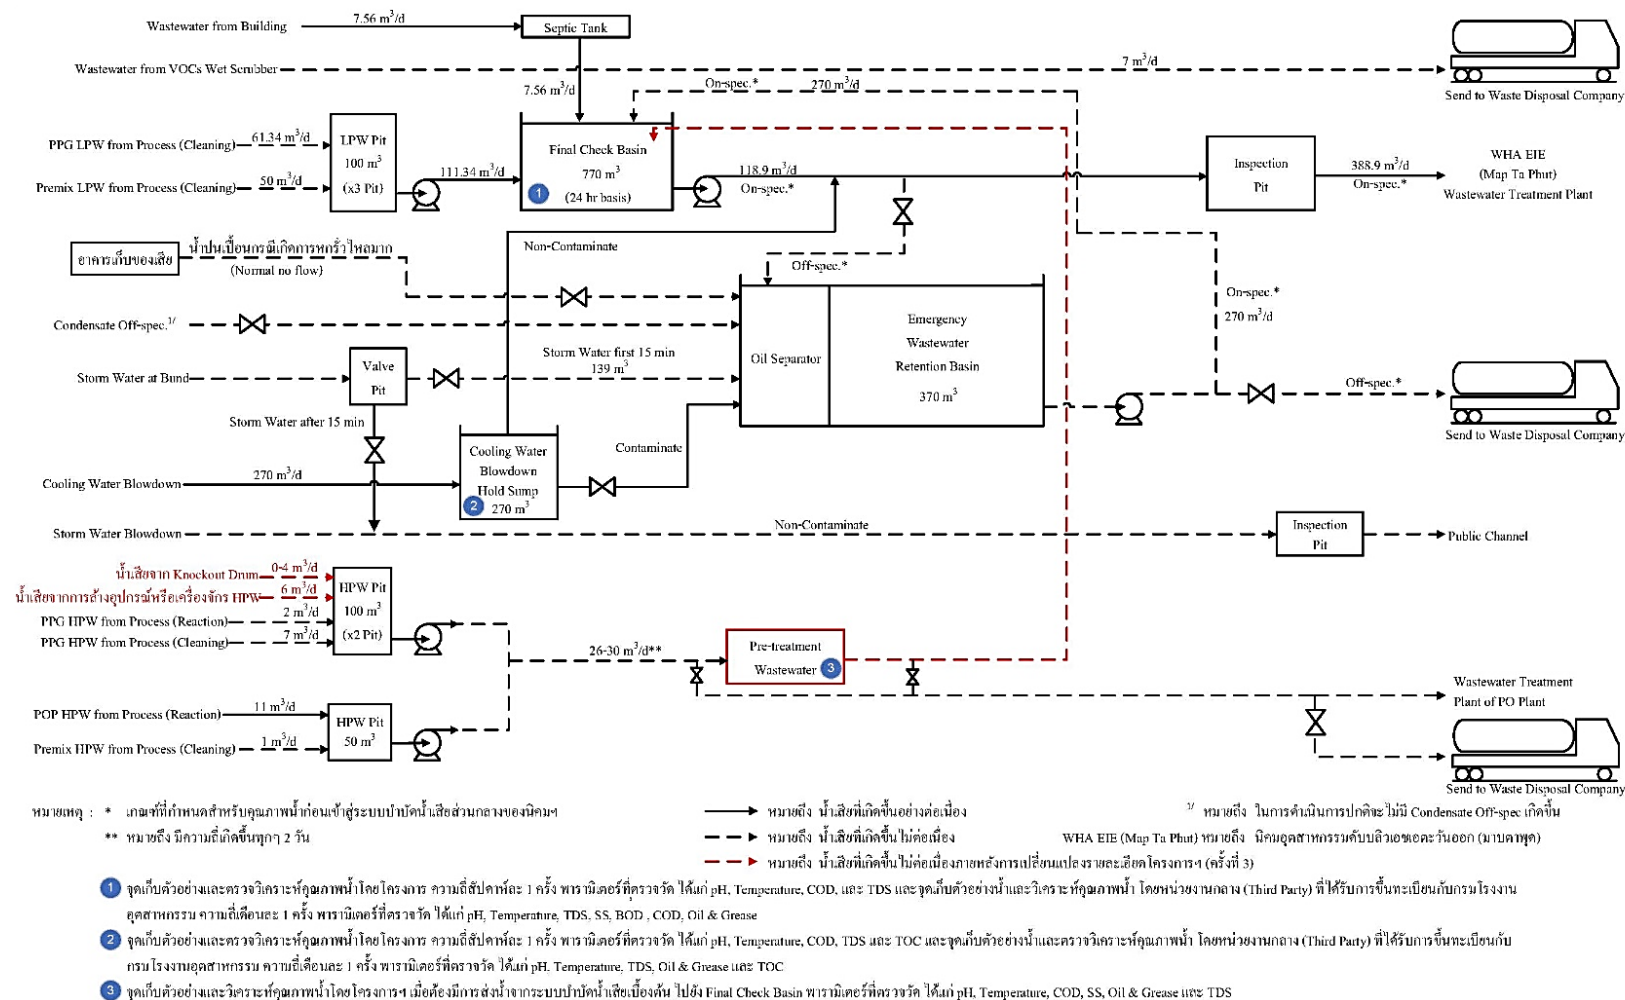 Wastewater from Building
7.56 m³/d
Septic Tank
Wastewater from VOCs Wet Scrubber
7 m³/d
Send to Waste Disposal Company
7.56 m³/d
On-spec.*
270 m³/d
PPG LPW from Process (Cleaning)
61.34 m³/d
Premix LPW from Process (Cleaning)
50 m³/d
LPW Pit
100 m³
(x3 Pit)
111.34 m³/d
Final Check Basin
770 m³
(24 hr basis)
1
118.9 m³/d
On-spec.*
Inspection
Pit
388.9 m³/d
On-spec.*
WHA EIE
(Map Ta Phut)
Wastewater Treatment Plant
Non-Contaminate
อาคารเก็บของเสีย
น้ำปนเปื้อนกรณีเกิดการหกรั่วไหลมาก
(Normal no flow)
Off-spec.*
Condensate Off-spec.¹/
Storm Water at Bund
Valve
Pit
Storm Water first 15 min
139 m³
Oil Separator
Emergency
Wastewater
Retention Basin
370 m³
On-spec.*
270 m³/d
Off-spec.*
Send to Waste Disposal Company
Storm Water after 15 min
Contaminate
Cooling Water Blowdown
270 m³/d
Cooling Water
Blowdown
Hold Sump
270 m³
2
Storm Water Blowdown
Non-Contaminate
Inspection
Pit
Public Channel
น้ำเสียจาก Knockout Drum
0-4 m³/d
น้ำเสียจากการล้างอุปกรณ์หรือเครื่องจักร HPW
6 m³/d
PPG HPW from Process (Reaction)
2 m³/d
PPG HPW from Process (Cleaning)
7 m³/d
HPW Pit
100 m³
(x2 Pit)
26-30 m³/d**
Pre-treatment
Wastewater
3
Wastewater Treatment
Plant of PO Plant
POP HPW from Process (Reaction)
11 m³/d
Premix HPW from Process (Cleaning)
1 m³/d
HPW Pit
50 m³
Send to Waste Disposal Company
หมายเหตุ : * เกณฑ์ที่กำหนดสำหรับคุณภาพน้ำก่อนเข้าสู่ระบบบำบัดน้ำเสียส่วนกลางของนิคมฯ
** หมายถึง มีความถี่เกิดขึ้นทุกๆ 2 วัน
หมายถึง น้ำเสียที่เกิดขึ้นอย่างต่อเนื่อง
หมายถึง น้ำเสียที่เกิดขึ้นไม่ต่อเนื่อง
หมายถึง น้ำเสียที่เกิดขึ้นไม่ต่อเนื่องภายหลังการเปลี่ยนแปลงรายละเอียดโครงการฯ (ครั้งที่ 3)
¹/ หมายถึง ในการดำเนินการปกติจะไม่มี Condensate Off-spec เกิดขึ้น
WHA EIE (Map Ta Phut) หมายถึง นิคมอุตสาหกรรมดับบลิวเอชเอตะวันออก (มาบตาพุด)
1 จุดเก็บตัวอย่างและตรวจวิเคราะห์คุณภาพน้ำโดยโครงการ ความถี่สัปดาห์ละ 1 ครั้ง พารามิเตอร์ที่ตรวจวัด ได้แก่ pH, Temperature, COD, และ TDS และจุดเก็บตัวอย่างน้ำและวิเคราะห์คุณภาพน้ำ โดยหน่วยงานกลาง (Third Party) ที่ได้รับการขึ้นทะเบียนกับกรมโรงงาน
อุตสาหกรรม ความถี่เดือนละ 1 ครั้ง พารามิเตอร์ที่ตรวจวัด ได้แก่ pH, Temperature, TDS, SS, BOD , COD, Oil & Grease
2 จุดเก็บตัวอย่างและตรวจวิเคราะห์คุณภาพน้ำโดยโครงการ ความถี่สัปดาห์ละ 1 ครั้ง พารามิเตอร์ที่ตรวจวัด ได้แก่ pH, Temperature, COD, TDS และ TOC และจุดเก็บตัวอย่างน้ำและตรวจวิเคราะห์คุณภาพน้ำ โดยหน่วยงานกลาง (Third Party) ที่ได้รับการขึ้นทะเบียนกับ
กรมโรงงานอุตสาหกรรม ความถี่เดือนละ 1 ครั้ง พารามิเตอร์ที่ตรวจวัด ได้แก่ pH, Temperature, TDS, Oil & Grease และ TOC
3 จุดเก็บตัวอย่างและวิเคราะห์คุณภาพน้ำโดยโครงการฯ เมื่อต้องมีการส่งน้ำจากระบบบำบัดน้ำเสียเบื้องต้น ไปยัง Final Check Basin พารามิเตอร์ที่ตรวจวัด ได้แก่ pH, Temperature, COD, SS, Oil & Grease และ TDS